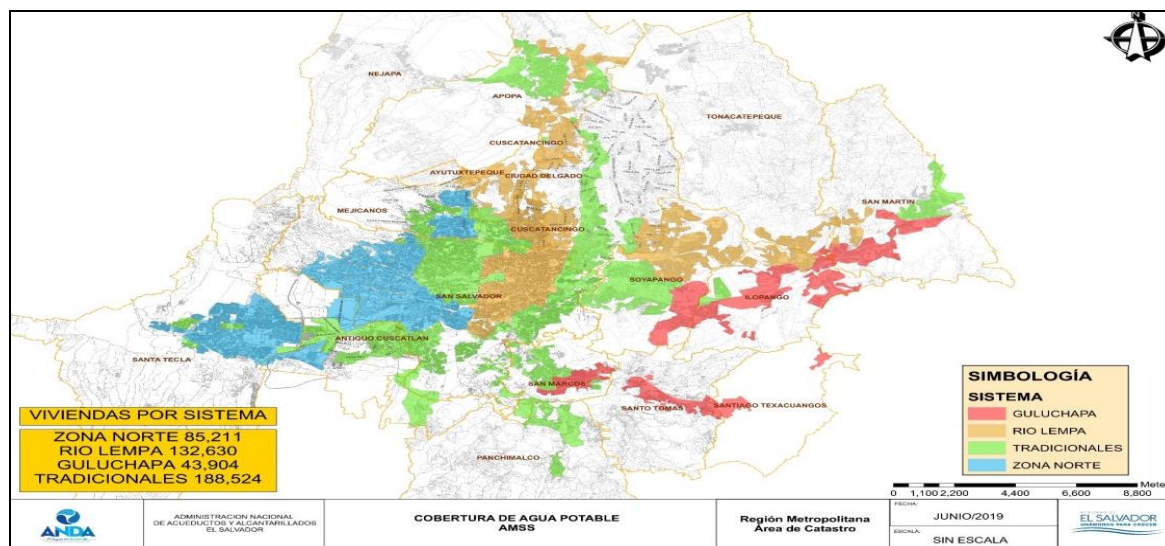 N
NEJAPA
APOPA
TONACATEPEQUE
CUSCATANCINGO
AYUTUXTEPEQUE
CIUDAD DELGADO
MEJICANOS
SAN MARTIN
CUSCATANCINGO
SOYAPANGO
SAN SALVADOR
ILOPANGO
ANTIGUO CUSCATLAN
SANTA TECLA
SAN MARCOS
SANTO TOMAS
SANTIAGO TEXACUANGOS
PANCHIMALCO
VIVIENDAS POR SISTEMA
ZONA NORTE 85,211
RIO LEMPA 132,630
GULUCHAPA 43,904
TRADICIONALES 188,524
SIMBOLOGÍA
SISTEMA
GULUCHAPA
RIO LEMPA
TRADICIONALES
ZONA NORTE
Mete
0 1,100 2,200 4,400 6,600 8,800
ANDA
ADMINISTRACION NACIONAL
DE ACUEDUCTOS Y ALCANTARILLADOS
EL SALVADOR
COBERTURA DE AGUA POTABLE
AMSS
Región Metropolitana
Área de Catastro
FECHA:
JUNIO/2019
ESCALA:
SIN ESCALA
EL SALVADOR
UNÁMONOS PARA CRECER